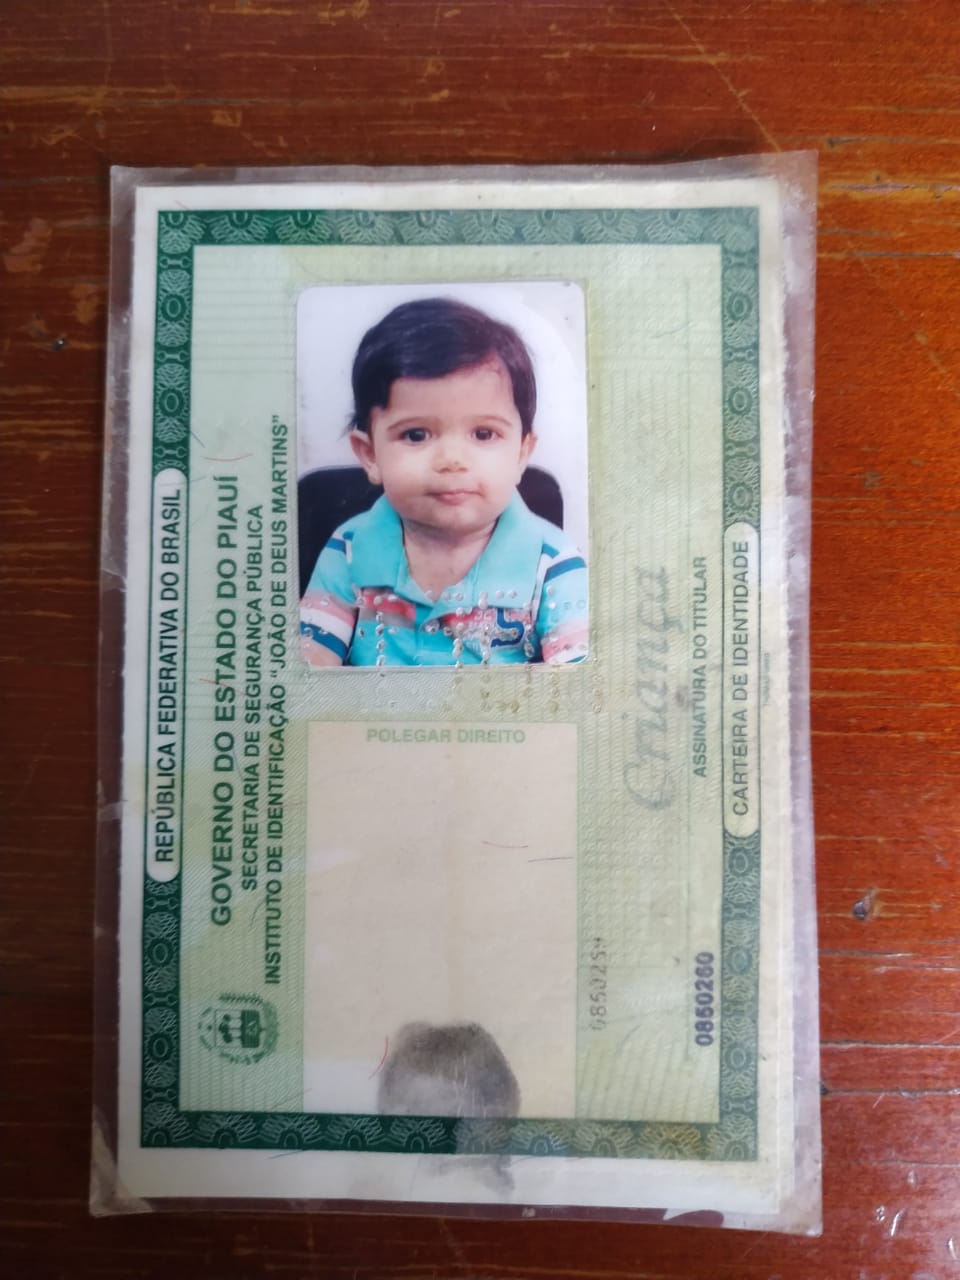 REPÚBLICA FEDERATIVA DO BRASIL
GOVERNO DO ESTADO DO PIAUÍ
SECRETARIA DE SEGURANÇA PÚBLICA
INSTITUTO DE IDENTIFICAÇÃO “JOÃO DE DEUS MARTINS”
POLEGAR DIREITO
0850259
Criança
ASSINATURA DO TITULAR
0850260
CARTEIRA DE IDENTIDADE